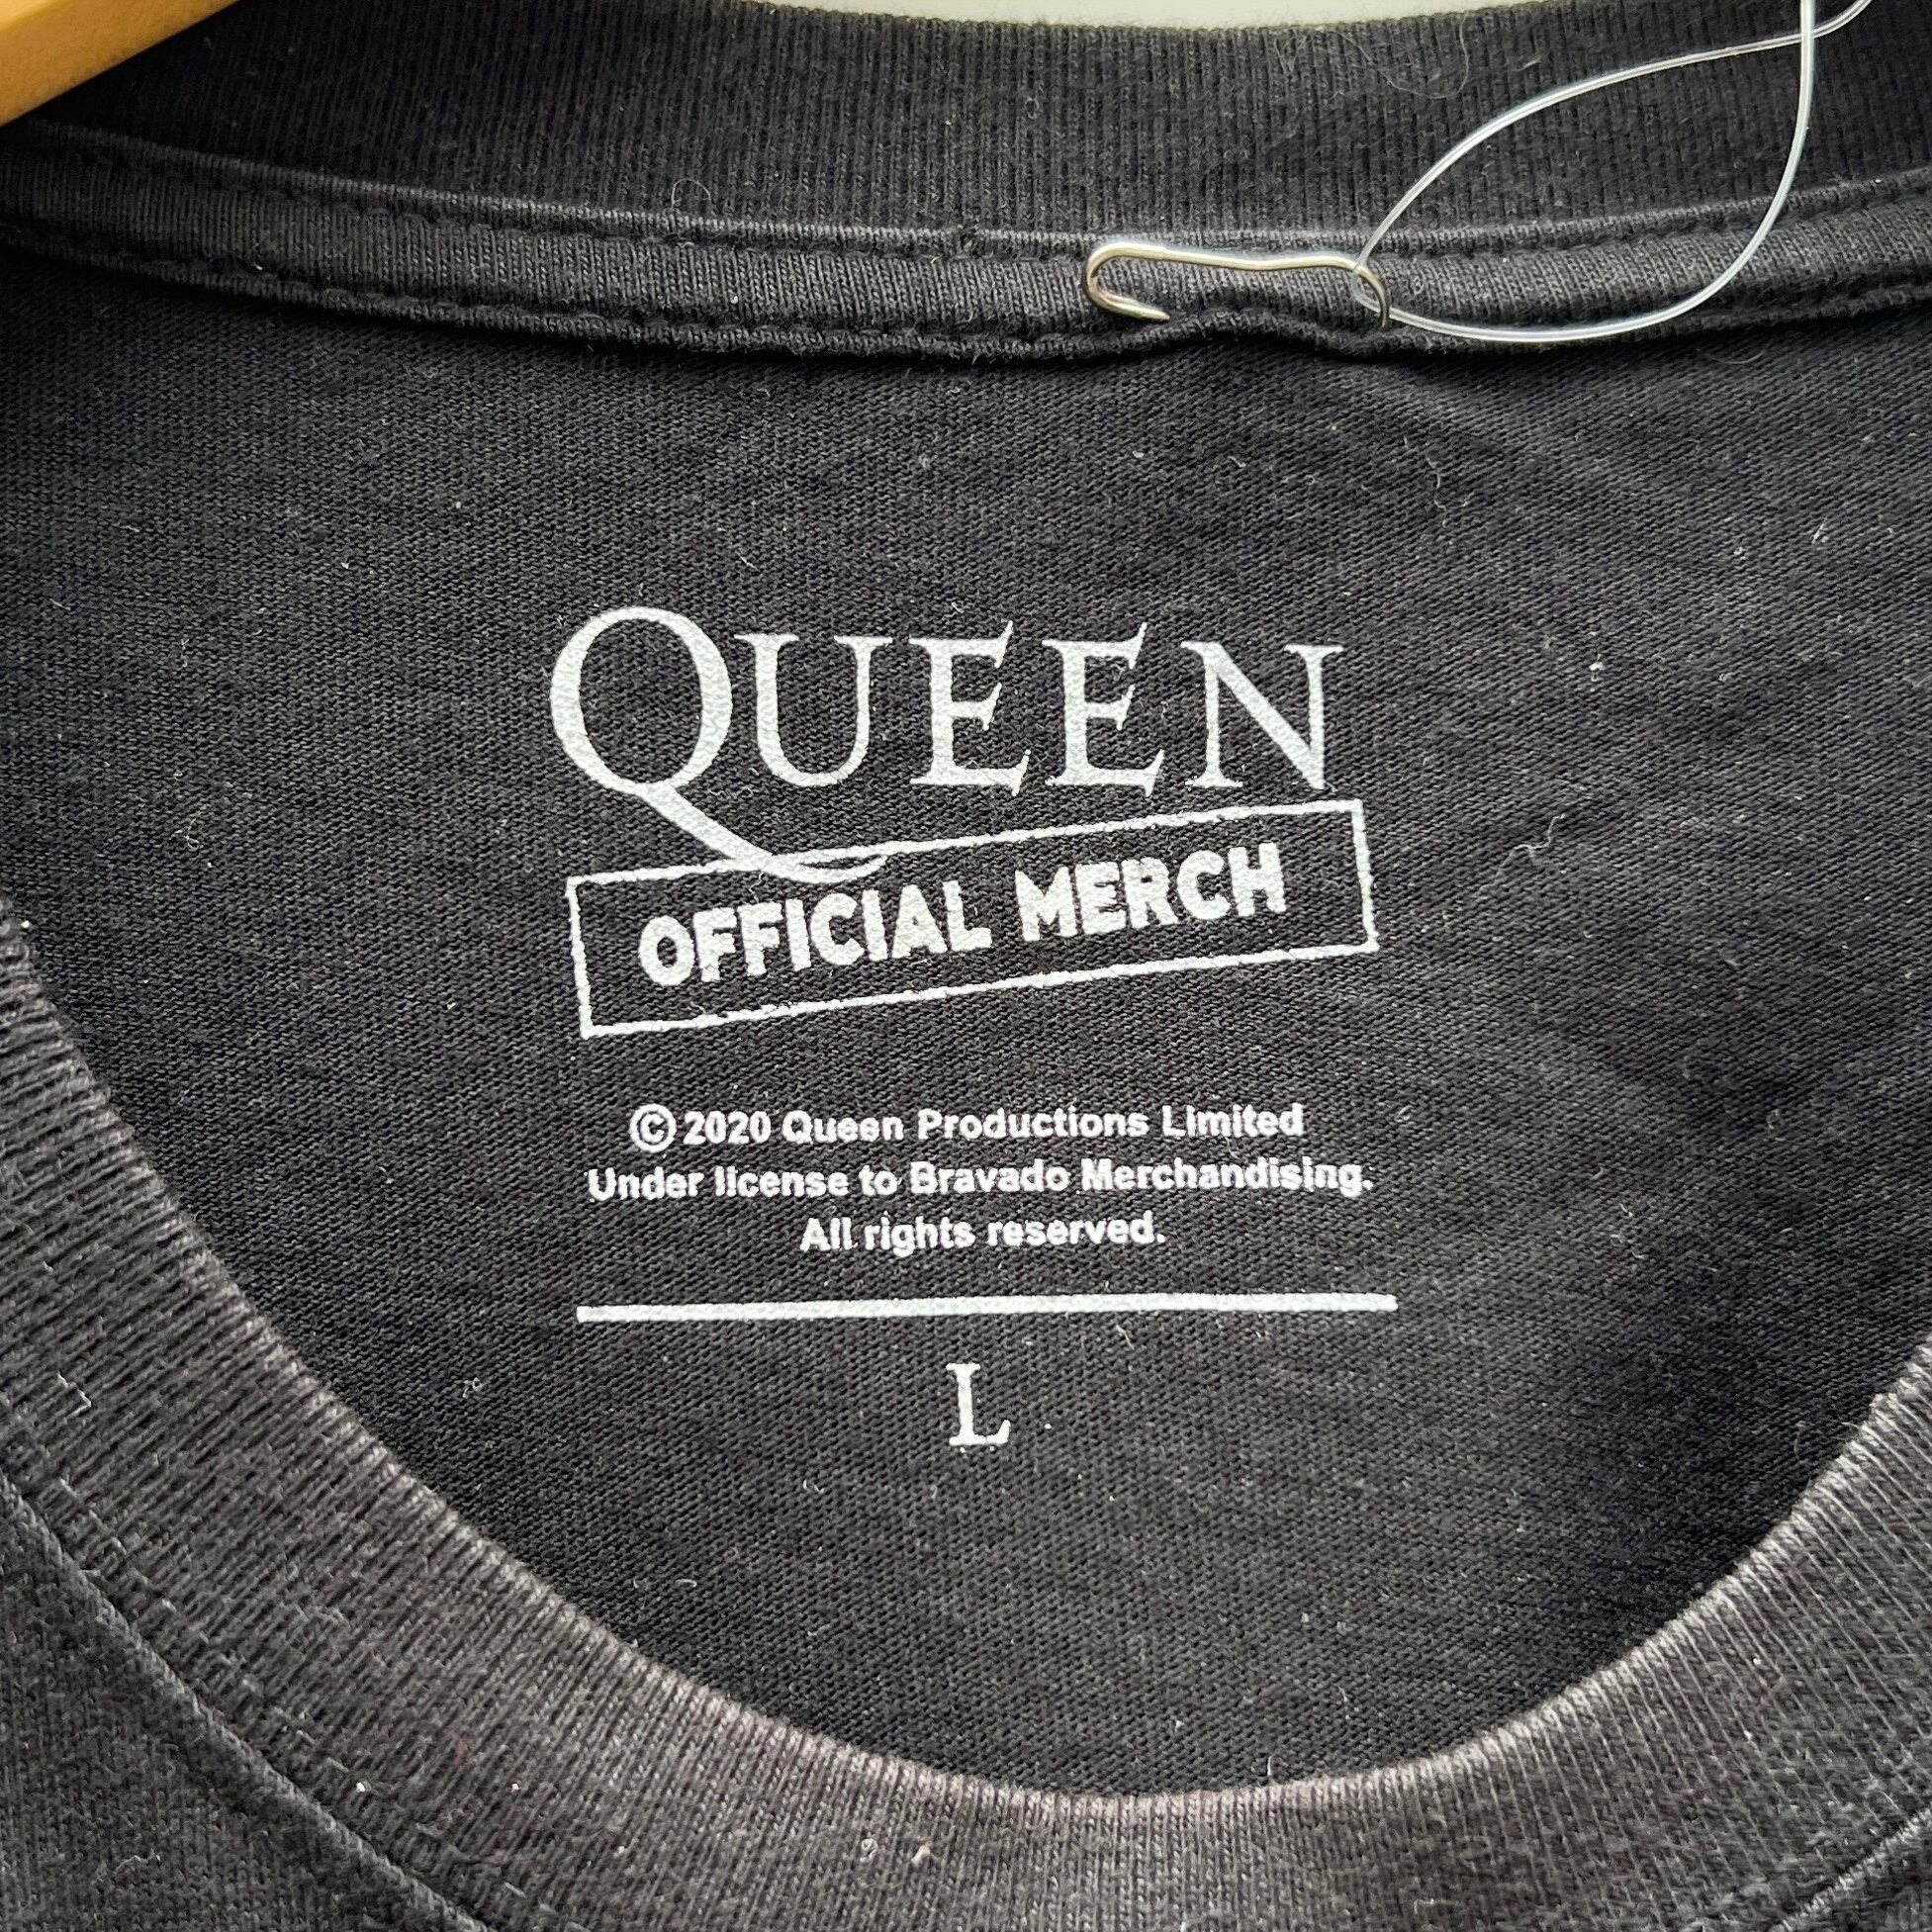 QUEEN
OFFICIAL MERCH
© 2020 Queen Productions Limited
Under license to Bravado Merchandising.
All rights reserved.
L